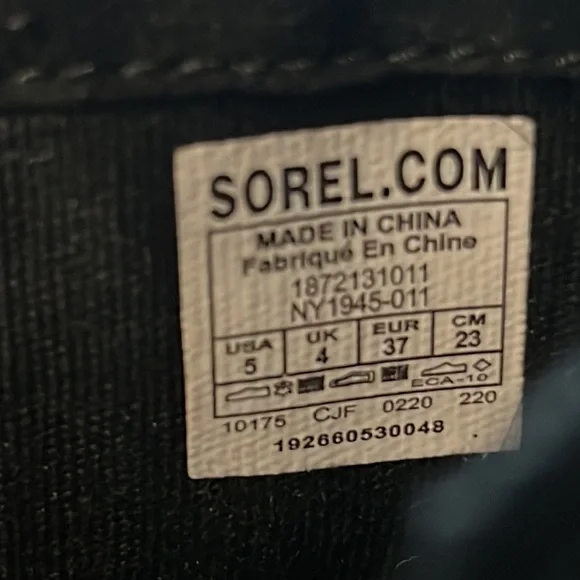 SOREL.COM
MADE IN CHINA
Fabriqué En Chine
1872131011
NY1945-011
USA UK EUR CM
5 4 37 23
ECA-10
10175 CJF 0220 220
192660530048